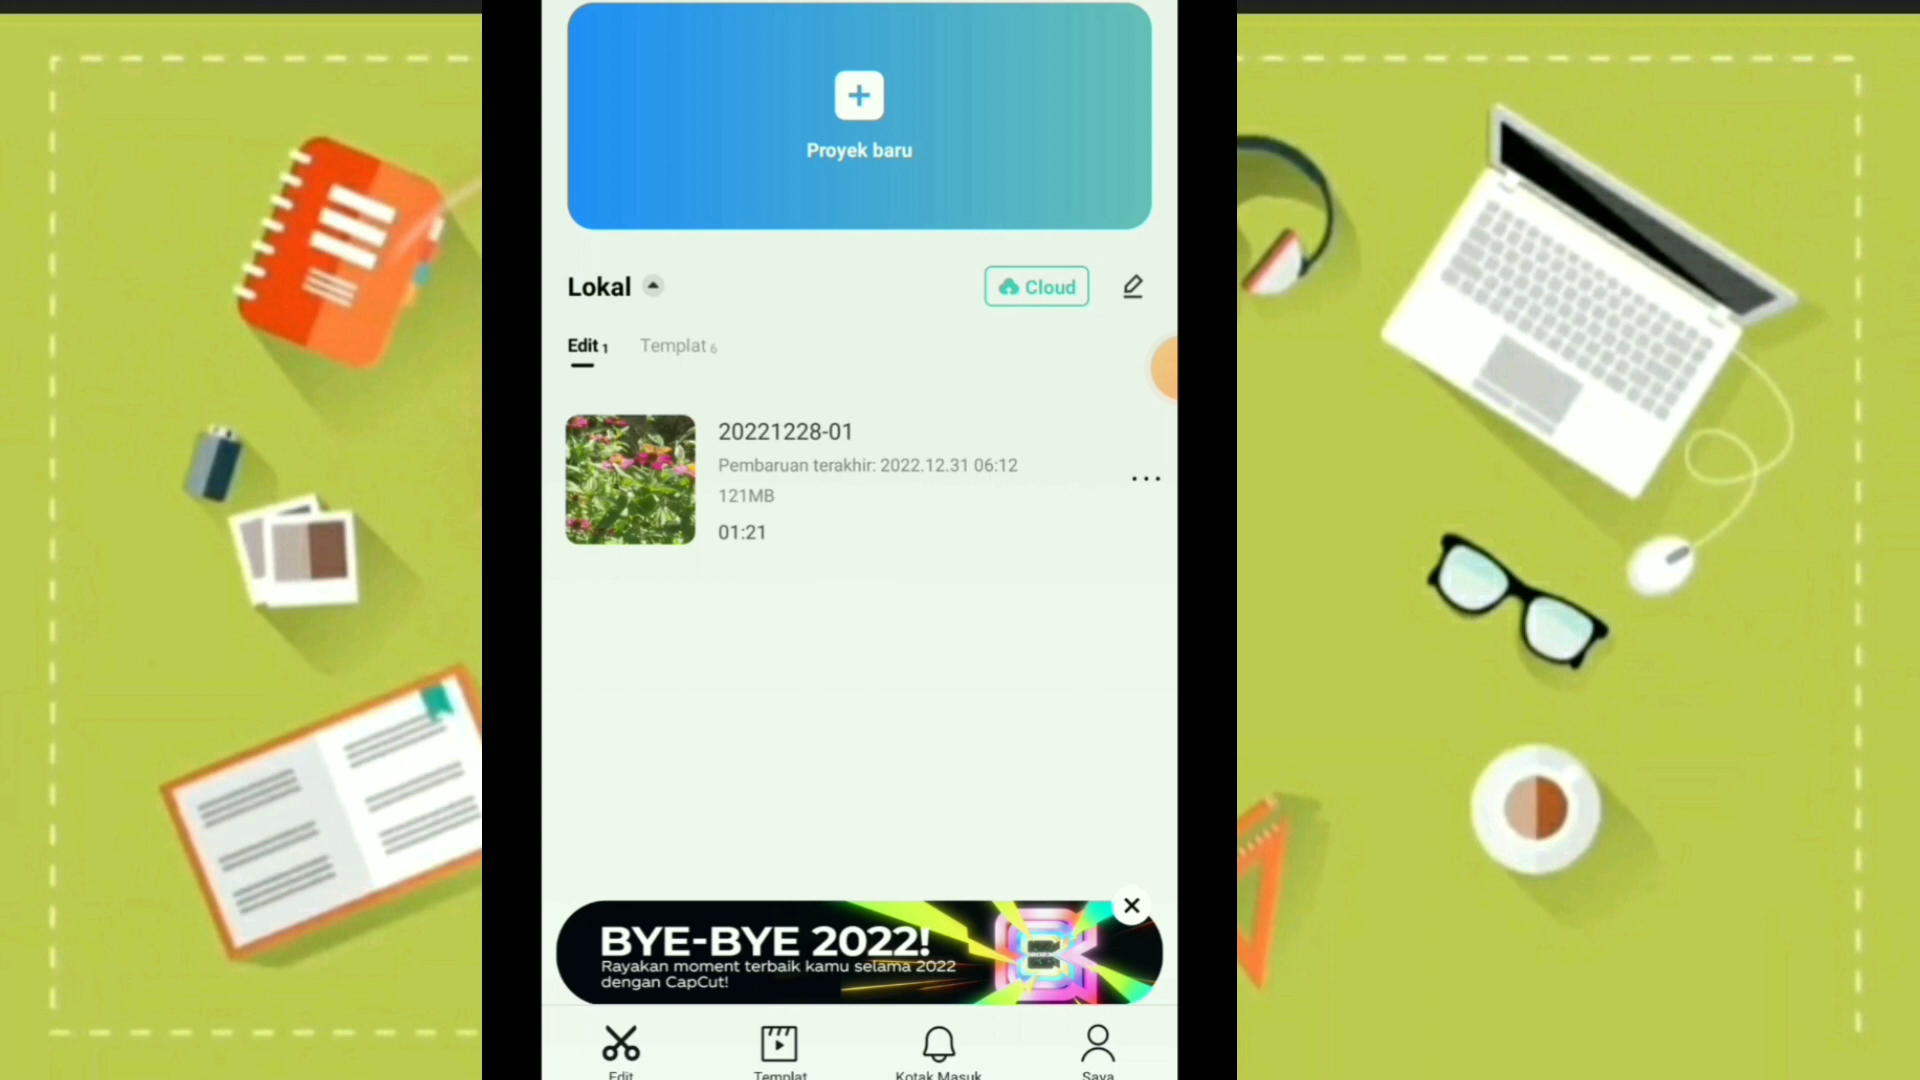 Proyek baru
Lokal
Cloud
Edit 1
Templat 6
20221228-01
Pembaruan terakhir: 2022.12.31 06:12
121MB
01:21
BYE-BYE 2022!
Rayakan moment terbaik kamu selama 2022
dengan CapCut!
Edit
Templat
Kotak Masuk
Saya